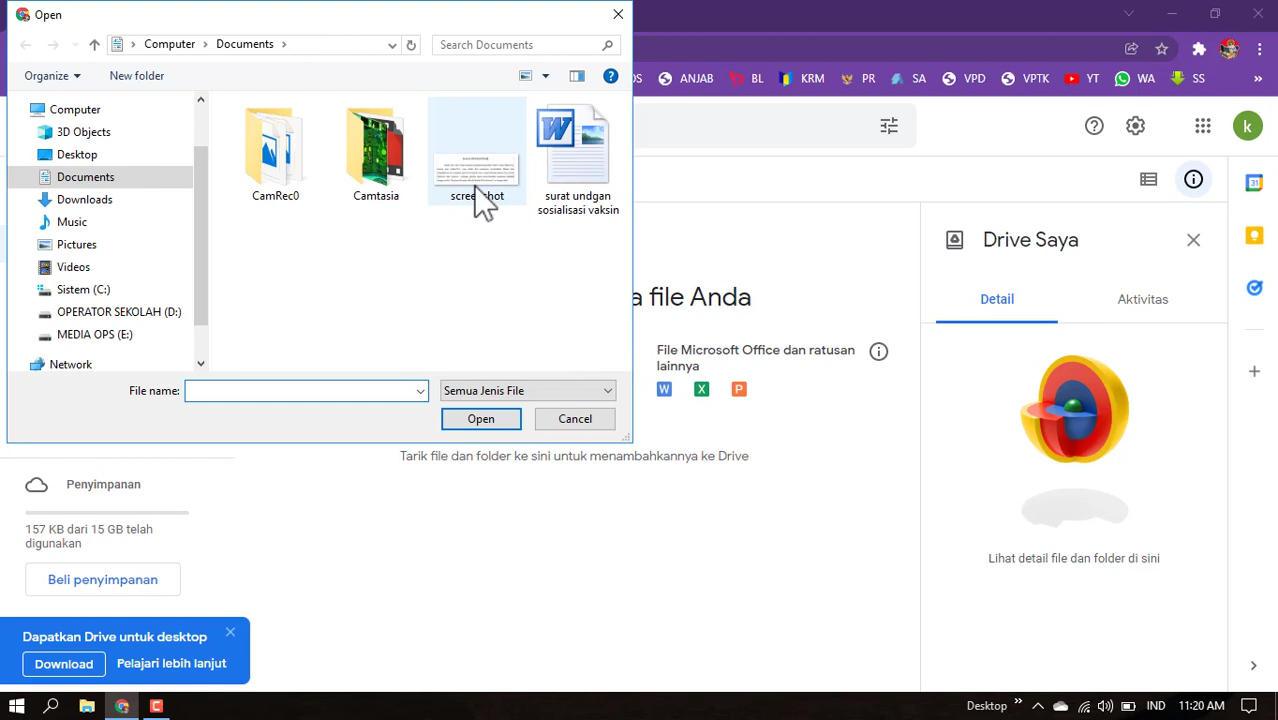 Open
Computer
Documents
Search Documents
Organize
New folder
Computer
3D Objects
Desktop
Documents
Downloads
Music
Pictures
Videos
Sistem (C:)
OPERATOR SEKOLAH (D:)
MEDIA OPS (E:)
Network
CamRec0
Camtasia
surat undgan
sosialisasi vaksin
File name:
Semua Jenis File
Open
Cancel
OS
ANJAB
BL
KRM
PR
SA
VPD
VPTK
YT
WA
SS
»
k
Drive Saya
Detail
Aktivitas
Lihat detail file dan folder di sini
a file Anda
File Microsoft Office dan ratusan
lainnya
W
X
P
Tarik file dan folder ke sini untuk menambahkannya ke Drive
Penyimpanan
157 KB dari 15 GB telah
digunakan
Beli penyimpanan
Dapatkan Drive untuk desktop
Download
Pelajari lebih lanjut
Desktop
»
IND
11:20 AM